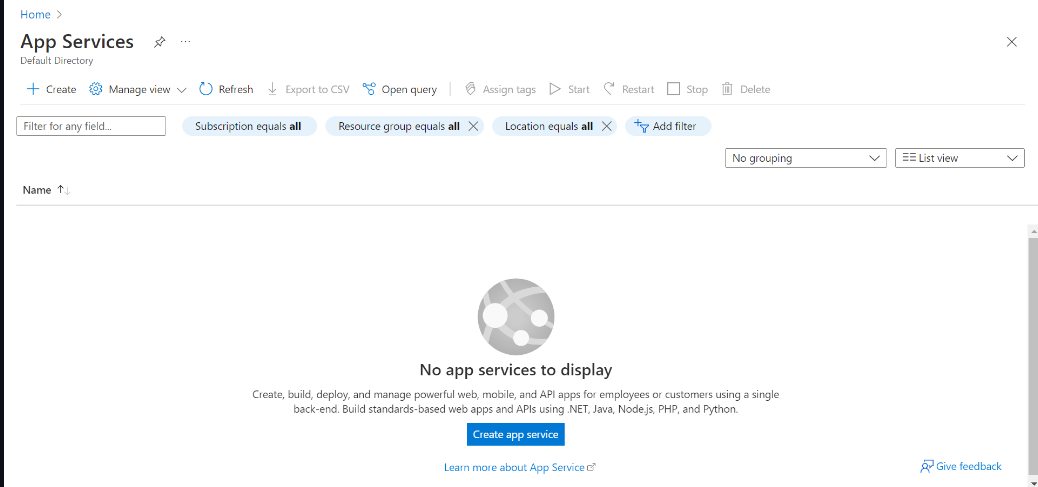 Home
App Services
Default Directory
Create Manage view Refresh Export to CSV Open query Assign tags Start Restart Stop Delete
Filter for any field... Subscription equals all Resource group equals all Location equals all Add filter
No grouping List view
Name
No app services to display
Create, build, deploy, and manage powerful web, mobile, and API apps for employees or customers using a single
back-end. Build standards-based web apps and APIs using .NET, Java, Node.js, PHP, and Python.
Create app service
Learn more about App Service
Give feedback